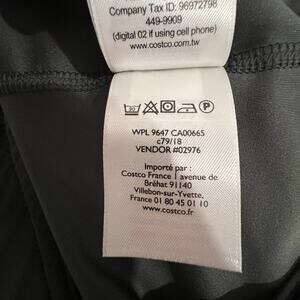 Company Tax ID: 96972798
449-9909
(digital 02 if using cell phone)
www.costco.com.tw
WPL 9647 CA00665
c79/18
VENDOR #02976
Importé par :
Costco France 1 avenue de
Bréhat 91140
Villebon-sur-Yvette,
France 01 80 45 01 10
www.costco.fr